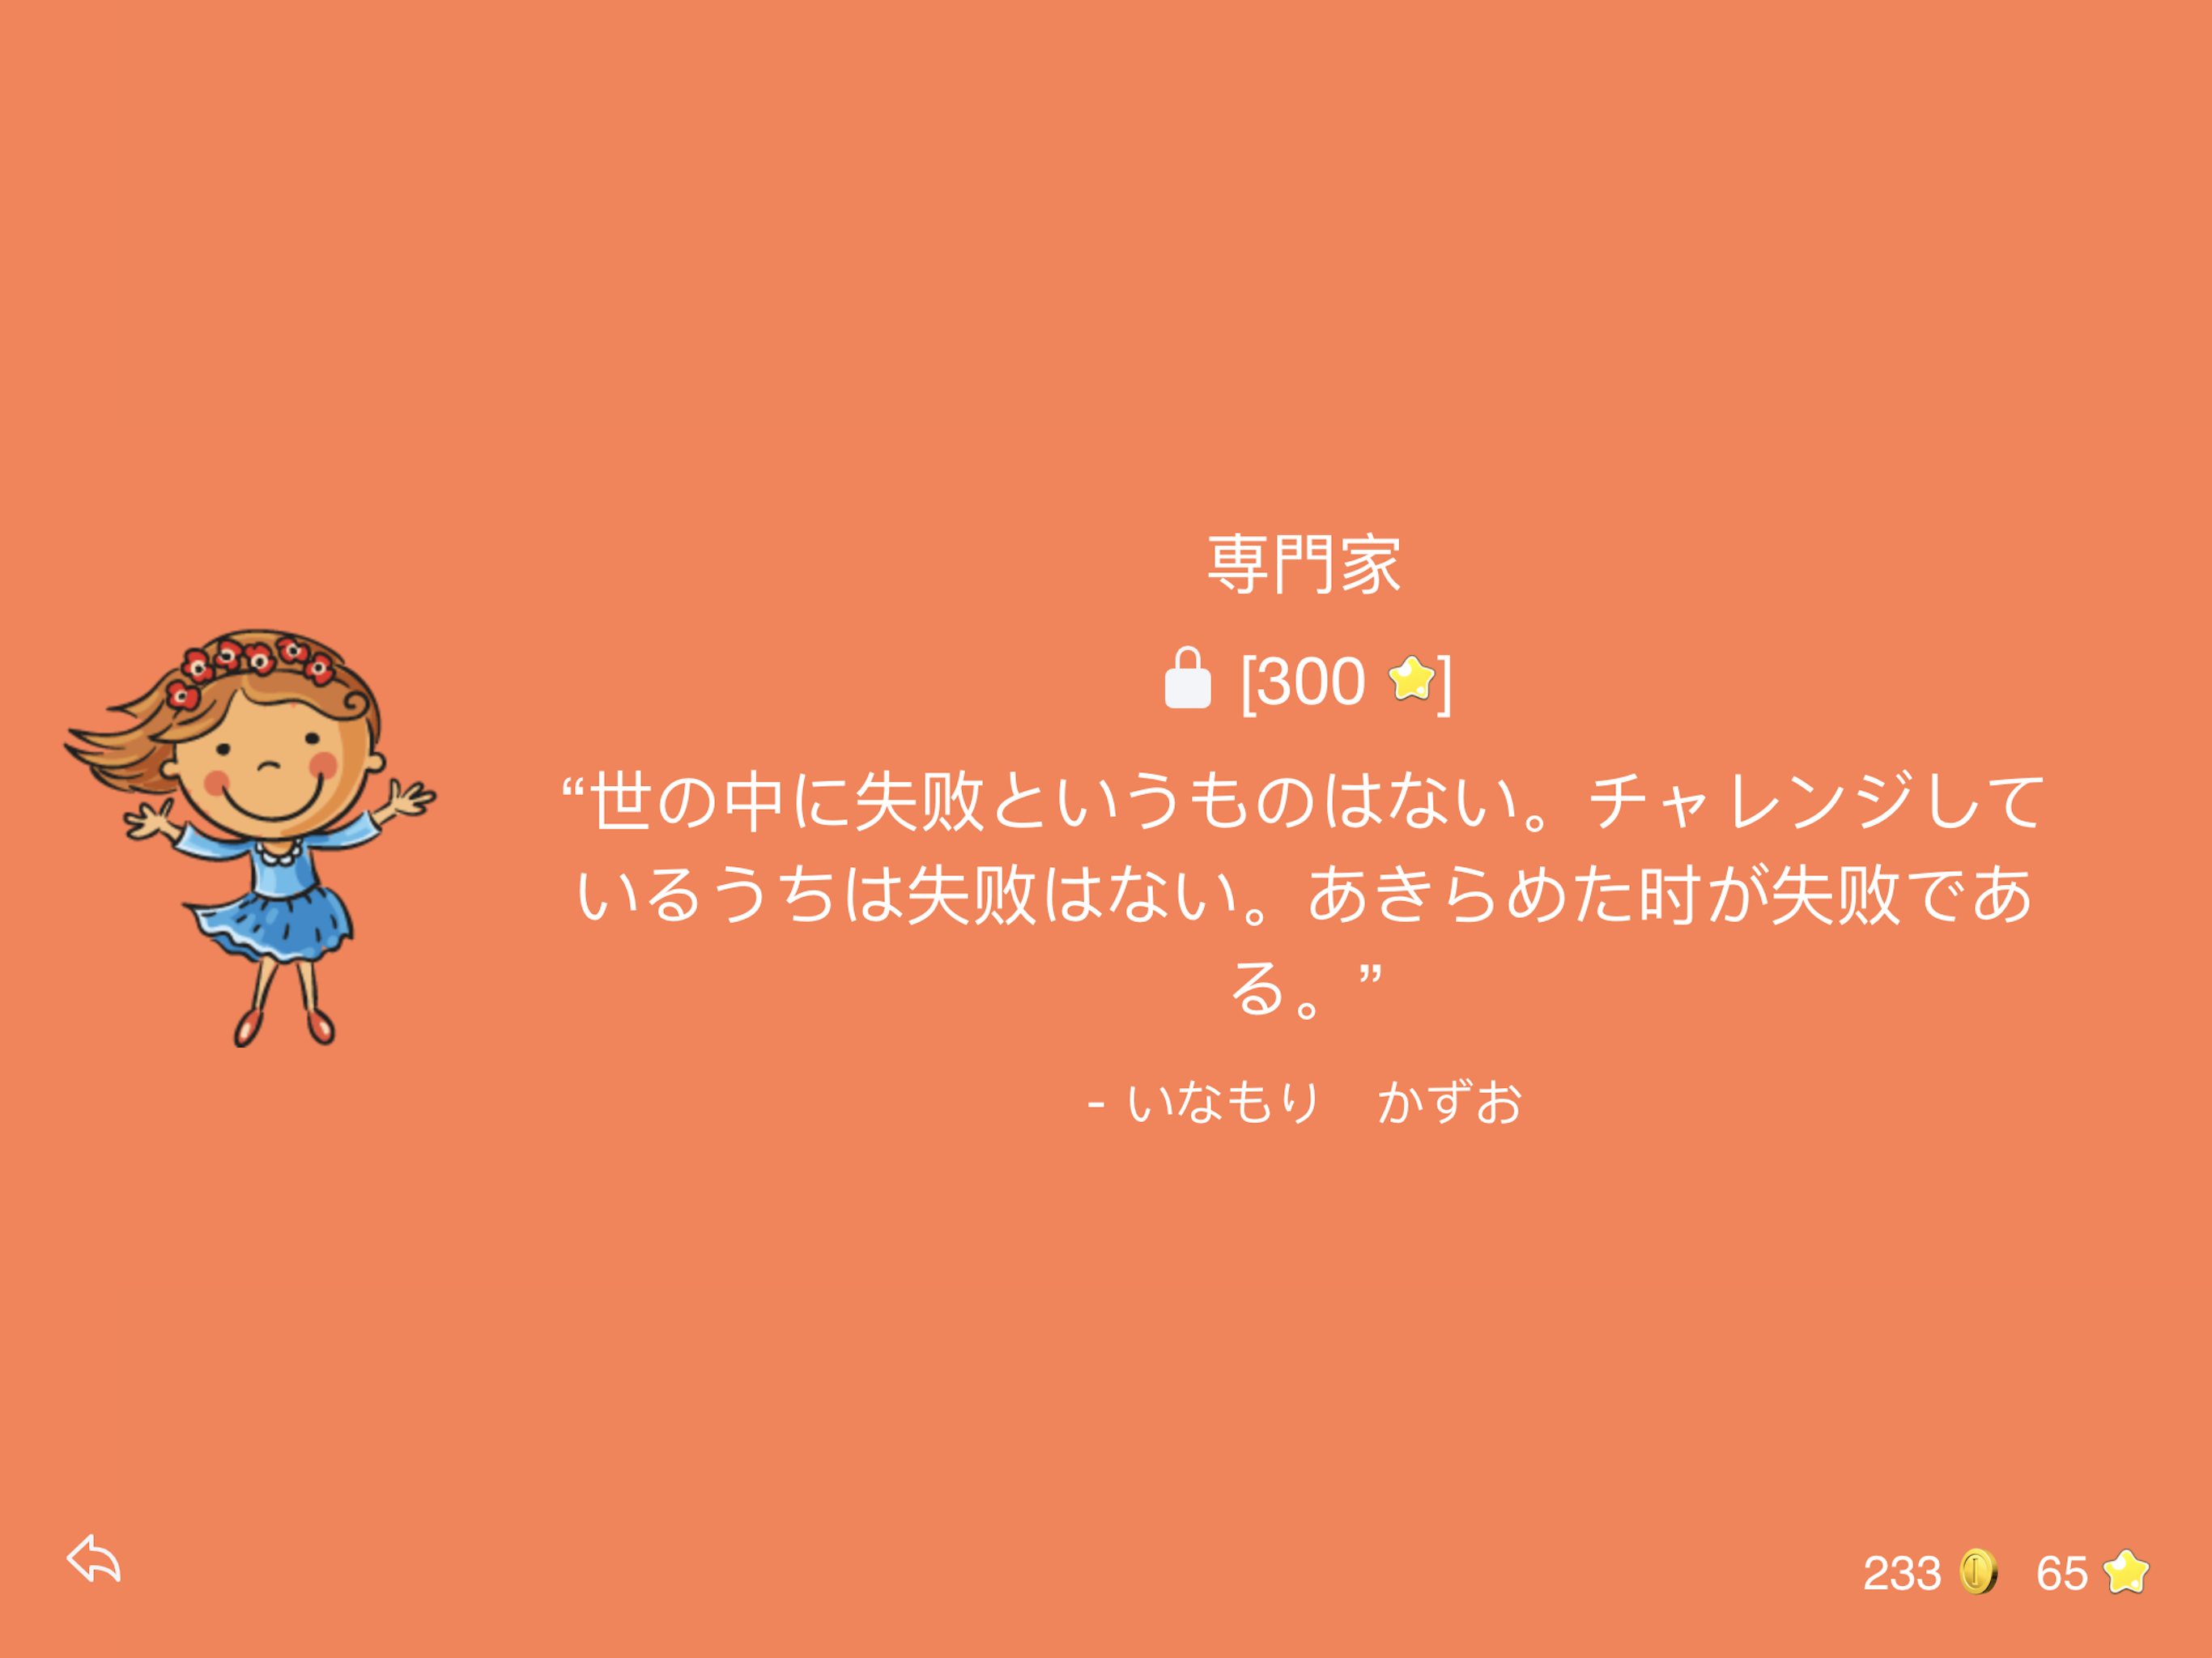 専門家
[300 ]
“世の中に失敗というものはない。チャレンジして
いるうちは失敗はない。あきらめた時が失敗であ
る。”
- いなもり　かずお
233 65